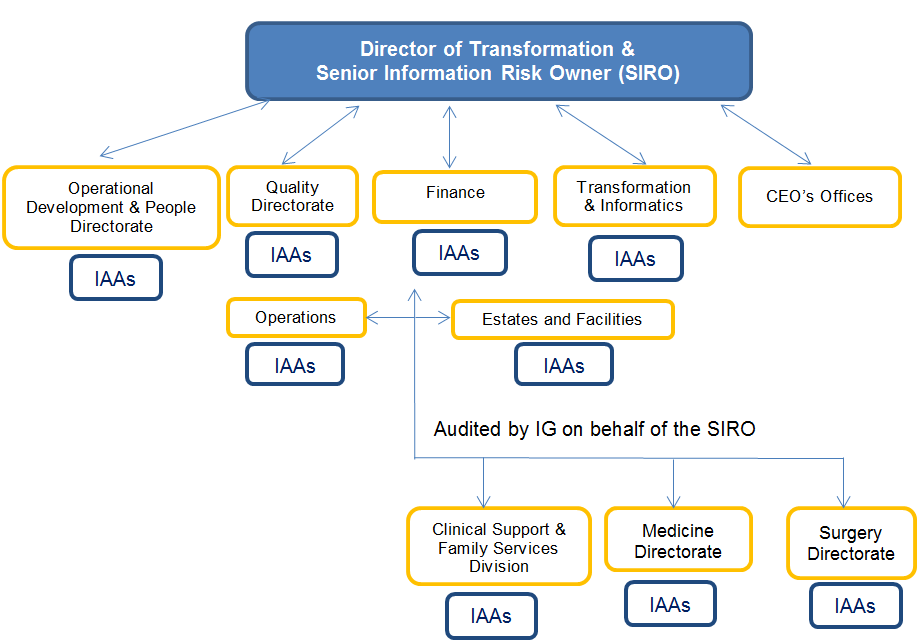 Director of Transformation &
Senior Information Risk Owner (SIRO)
Operational
Development & People
Directorate
IAAs
Quality
Directorate
IAAs
Finance
IAAs
Transformation
& Informatics
IAAs
CEO’s Offices
Operations
IAAs
Estates and Facilities
IAAs
Audited by IG on behalf of the SIRO
Clinical Support &
Family Services
Division
IAAs
Medicine
Directorate
IAAs
Surgery
Directorate
IAAs